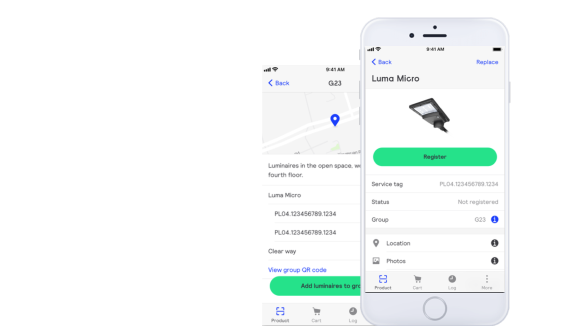 9:41 AM
Back
G23
Luminaires in the open space. we
fourth floor.
Luma Micro
PL04.123456789.1234
PL04.123456789.1234
Clear way
View group QR code
Add luminaires to gro
Product Cart Log
9:41 AM
Back Replace
Luma Micro
Register
Service tag PL04.123456789.1234
Status Not registered
Group G23
Location
Photos
Product Cart Log More